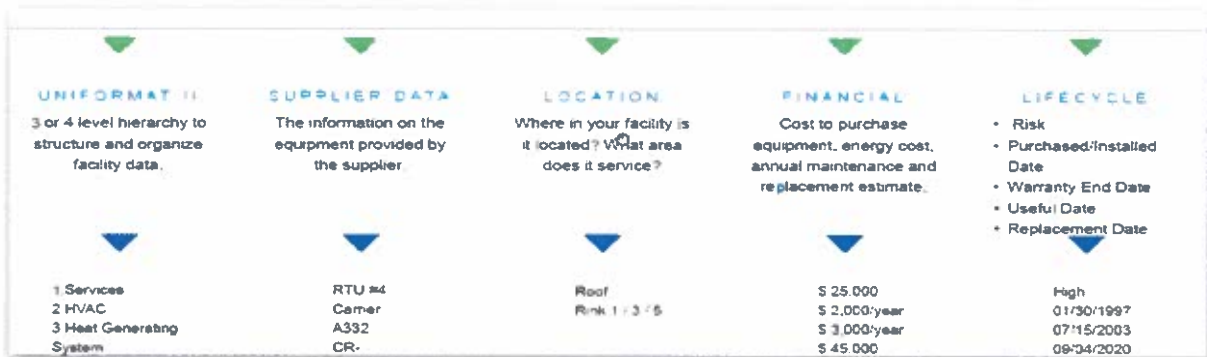 UNIFORMAT II
3 or 4 level hierarchy to
structure and organize
facility data.
1 Services
2 HVAC
3 Heat Generating
System
SUPPLIER DATA
The information on the
equipment provided by
the supplier
RTU #4
Carrier
A332
CR-
LOCATION
Where in your facility is
it located? What area
does it service?
Roof
Rink 1 / 3 / 5
FINANCIAL
Cost to purchase
equipment, energy cost,
annual maintenance and
replacement estimate.
$ 25,000
$ 2,000/year
$ 3,000/year
$ 45,000
LIFECYCLE
• Risk
• Purchased/Installed
Date
• Warranty End Date
• Useful Date
• Replacement Date
High
01/30/1997
07/15/2003
09/04/2020